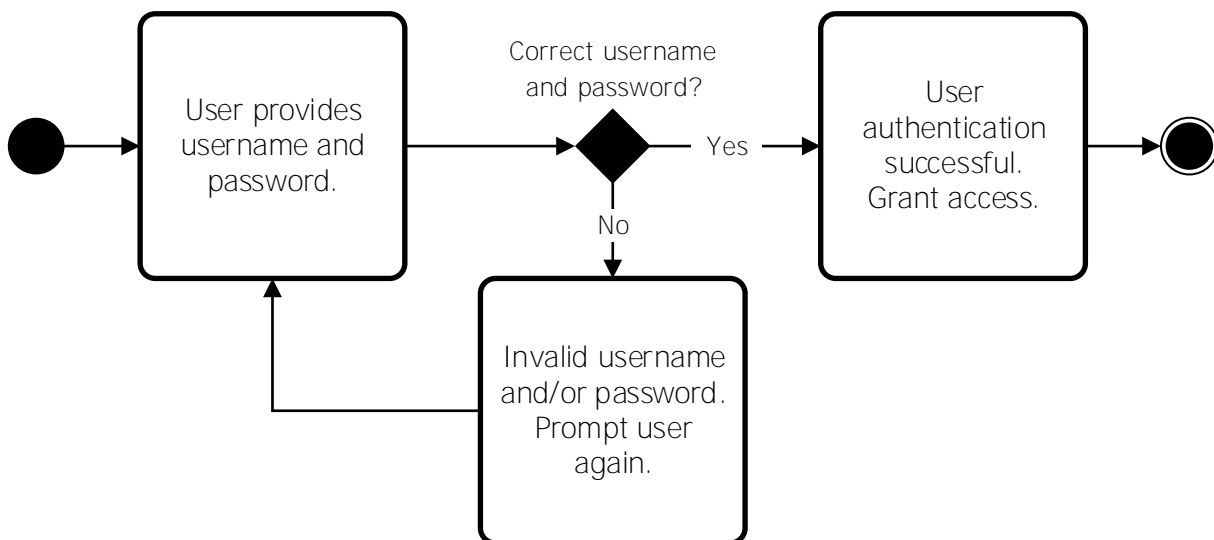 User provides
username and
password.
Correct username
and password?
Yes
No
User
authentication
successful.
Grant access.
Invalid username
and/or password.
Prompt user
again.